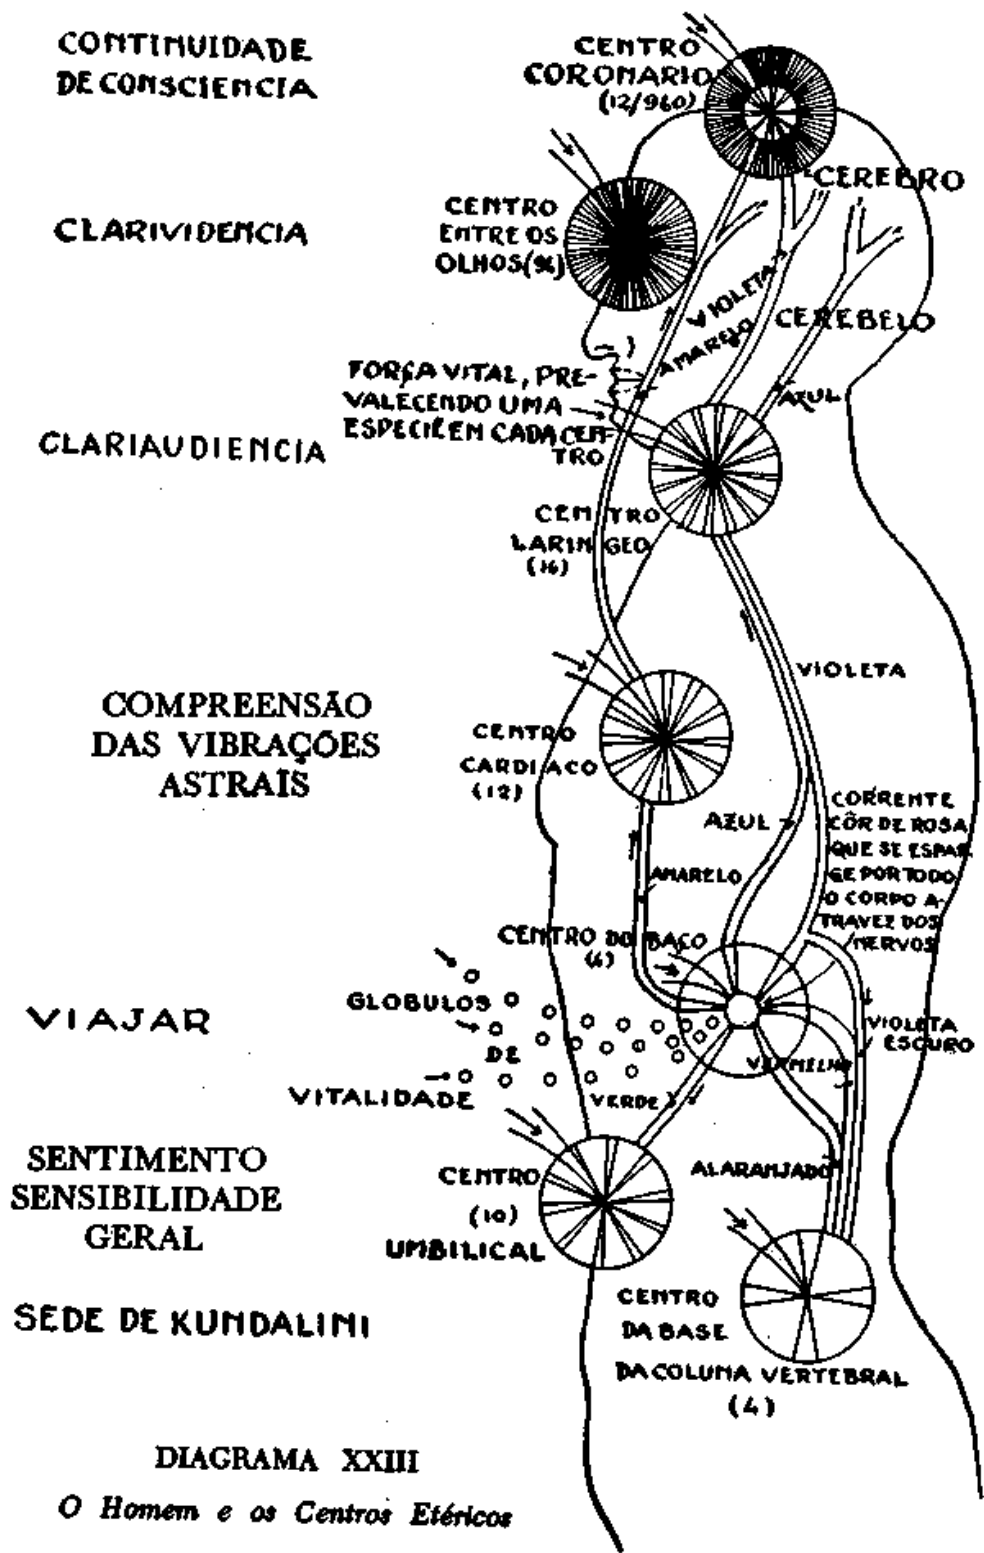 CONTINUIDADE
DE CONSCIENCIA
CENTRO
CORONARIO
(12/960)
CEREBRO
CLARIVIDENCIA
CENTRO
ENTRE OS
OLHOS (96)
VIOLETA
AMARELO
CEREBELO
AZUL
FORÇA VITAL, PRE-
VALECENDO UMA
ESPECIE EM CADA CEN-
TRO
CLARIAUDIENCIA
CENTRO
LARINGEO
(16)
VIOLETA
COMPREENSÃO
DAS VIBRAÇÕES
ASTRAIS
CENTRO
CARDIACO
(12)
AZUL
AMARELO
CORRENTE
CÔR DE ROSA
QUE SE ESPAR
GE POR TODO
O CORPO A-
TRAVEZ DOS
NERVOS
CENTRO DO BAÇO
(6)
VIAJAR
GLOBULOS
DE
VITALIDADE
VIOLETA
ESCURO
VERMELHO
VERDE
ALARANJADO
SENTIMENTO
SENSIBILIDADE
GERAL
CENTRO
(10)
UMBILICAL
SEDE DE KUNDALINI
CENTRO
DA BASE
DA COLUNA VERTEBRAL
(4)
DIAGRAMA XXIII
O Homem e os Centros Etéricos